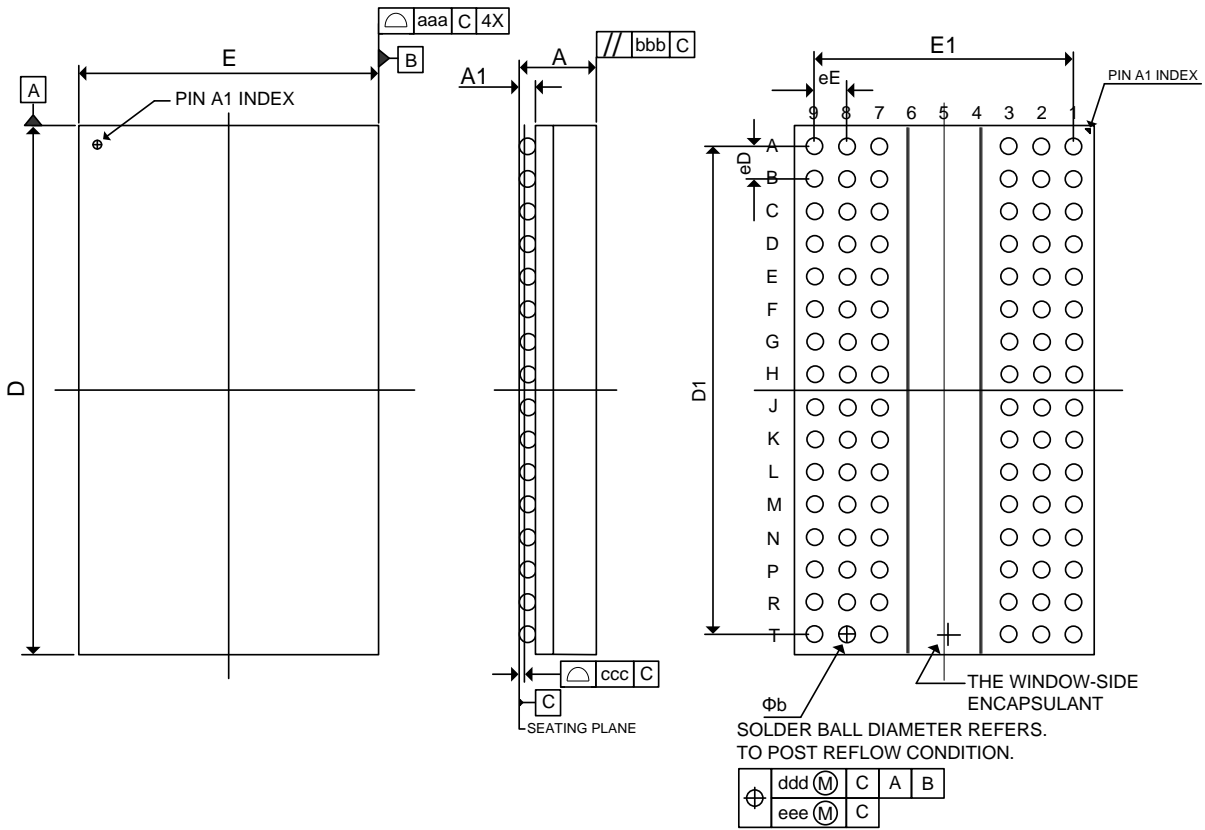 aaa C 4X
E
B
A
PIN A1 INDEX
D
// bbb C
A
A1
ccc C
C
SEATING PLANE
E1
eE
PIN A1 INDEX
9 8 7 6 5 4 3 2 1
eD
D1
A
B
C
D
E
F
G
H
J
K
L
M
N
P
R
T
THE WINDOW-SIDE
ENCAPSULANT
Φb
SOLDER BALL DIAMETER REFERS.
TO POST REFLOW CONDITION.
ddd Ⓜ C A B
eee Ⓜ C